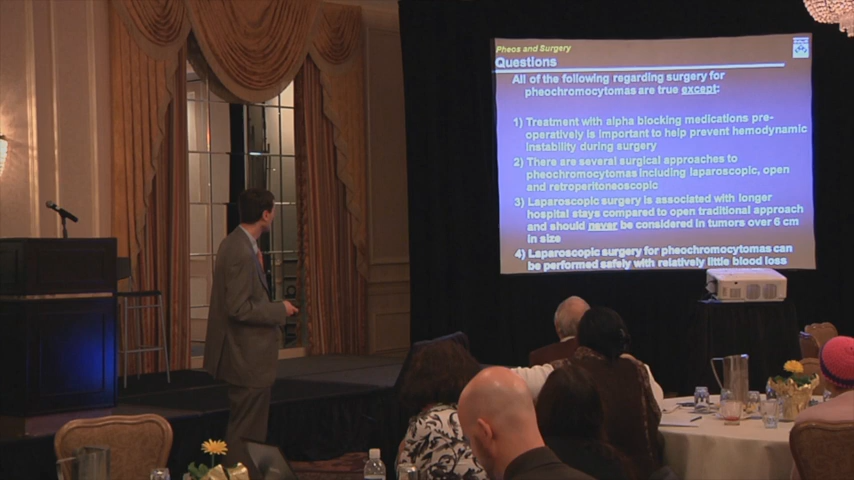 Pheos and Surgery
Questions
All of the following regarding surgery for
pheochromocytomas are true except:
1) Treatment with alpha blocking medications pre-
operatively is important to help prevent hemodynamic
instability during surgery
2) There are several surgical approaches to
pheochromocytomas including laparoscopic, open
and retroperitoneoscopic
3) Laparoscopic surgery is associated with longer
hospital stays compared to open traditional approach
and should never be considered in tumors over 6 cm
in size
4) Laparoscopic surgery for pheochromocytomas can
be performed safely with relatively little blood loss